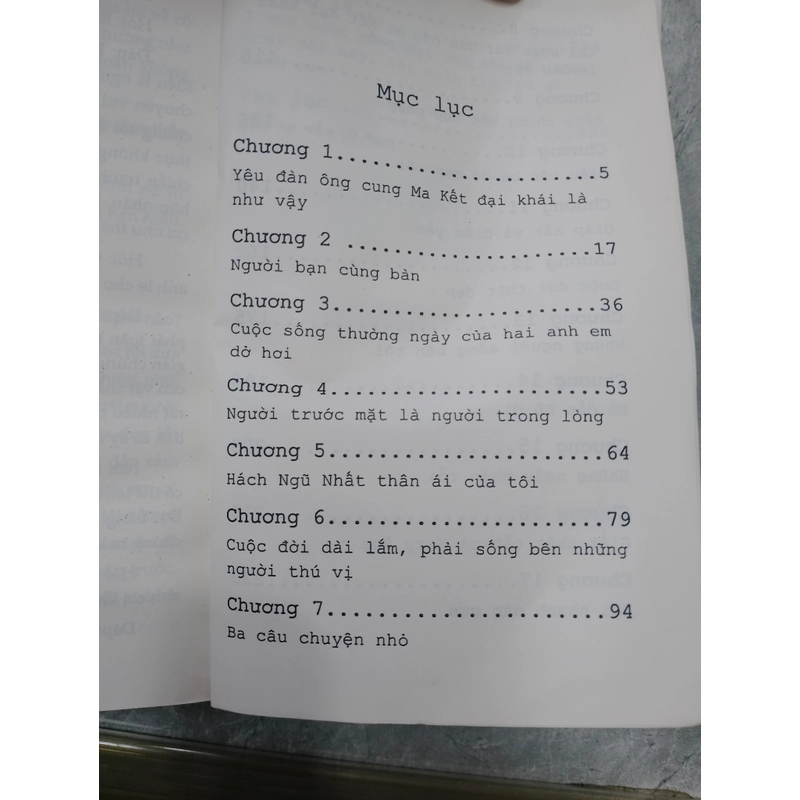 Mục lục
Chương 1...........................5
Yêu đàn ông cung Ma Kết đại khái là
như vậy
Chương 2 ......................17
Người bạn cùng bàn
Chương 3.......................36
Cuộc sống thường ngày của hai anh em
dở hơi
Chương 4.......................53
Người trước mặt là người trong lòng
Chương 5.......................64
Hách Ngũ Nhất thân ái của tôi
Chương 6.......................79
Cuộc đời dài lắm, phải sống bên những
người thú vị
Chương 7.......................94
Ba câu chuyện nhỏ